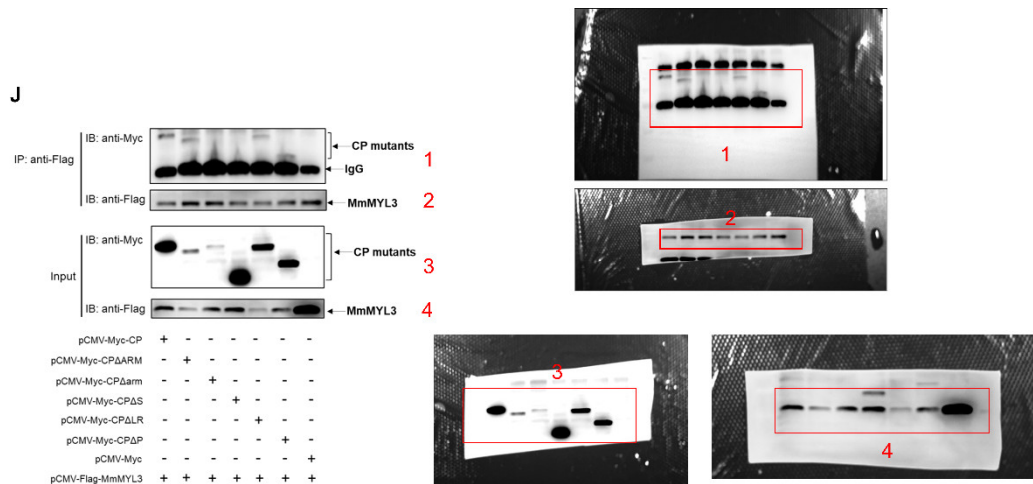 J
IP: anti-Flag
IB: anti-Myc
CP mutants
IgG
1
IB: anti-Flag
MmMYL3
2
Input
IB: anti-Myc
CP mutants
3
IB: anti-Flag
MmMYL3
4
pCMV-Myc-CP + - - - - - -
pCMV-Myc-CPΔARM - + - - - - -
pCMV-Myc-CPΔarm - - + - - - -
pCMV-Myc-CPΔS - - - + - - -
pCMV-Myc-CPΔLR - - - - + - -
pCMV-Myc-CPΔP - - - - - + -
pCMV-Myc - - - - - - +
pCMV-Flag-MmMYL3 + + + + + + +
1
2
3
4